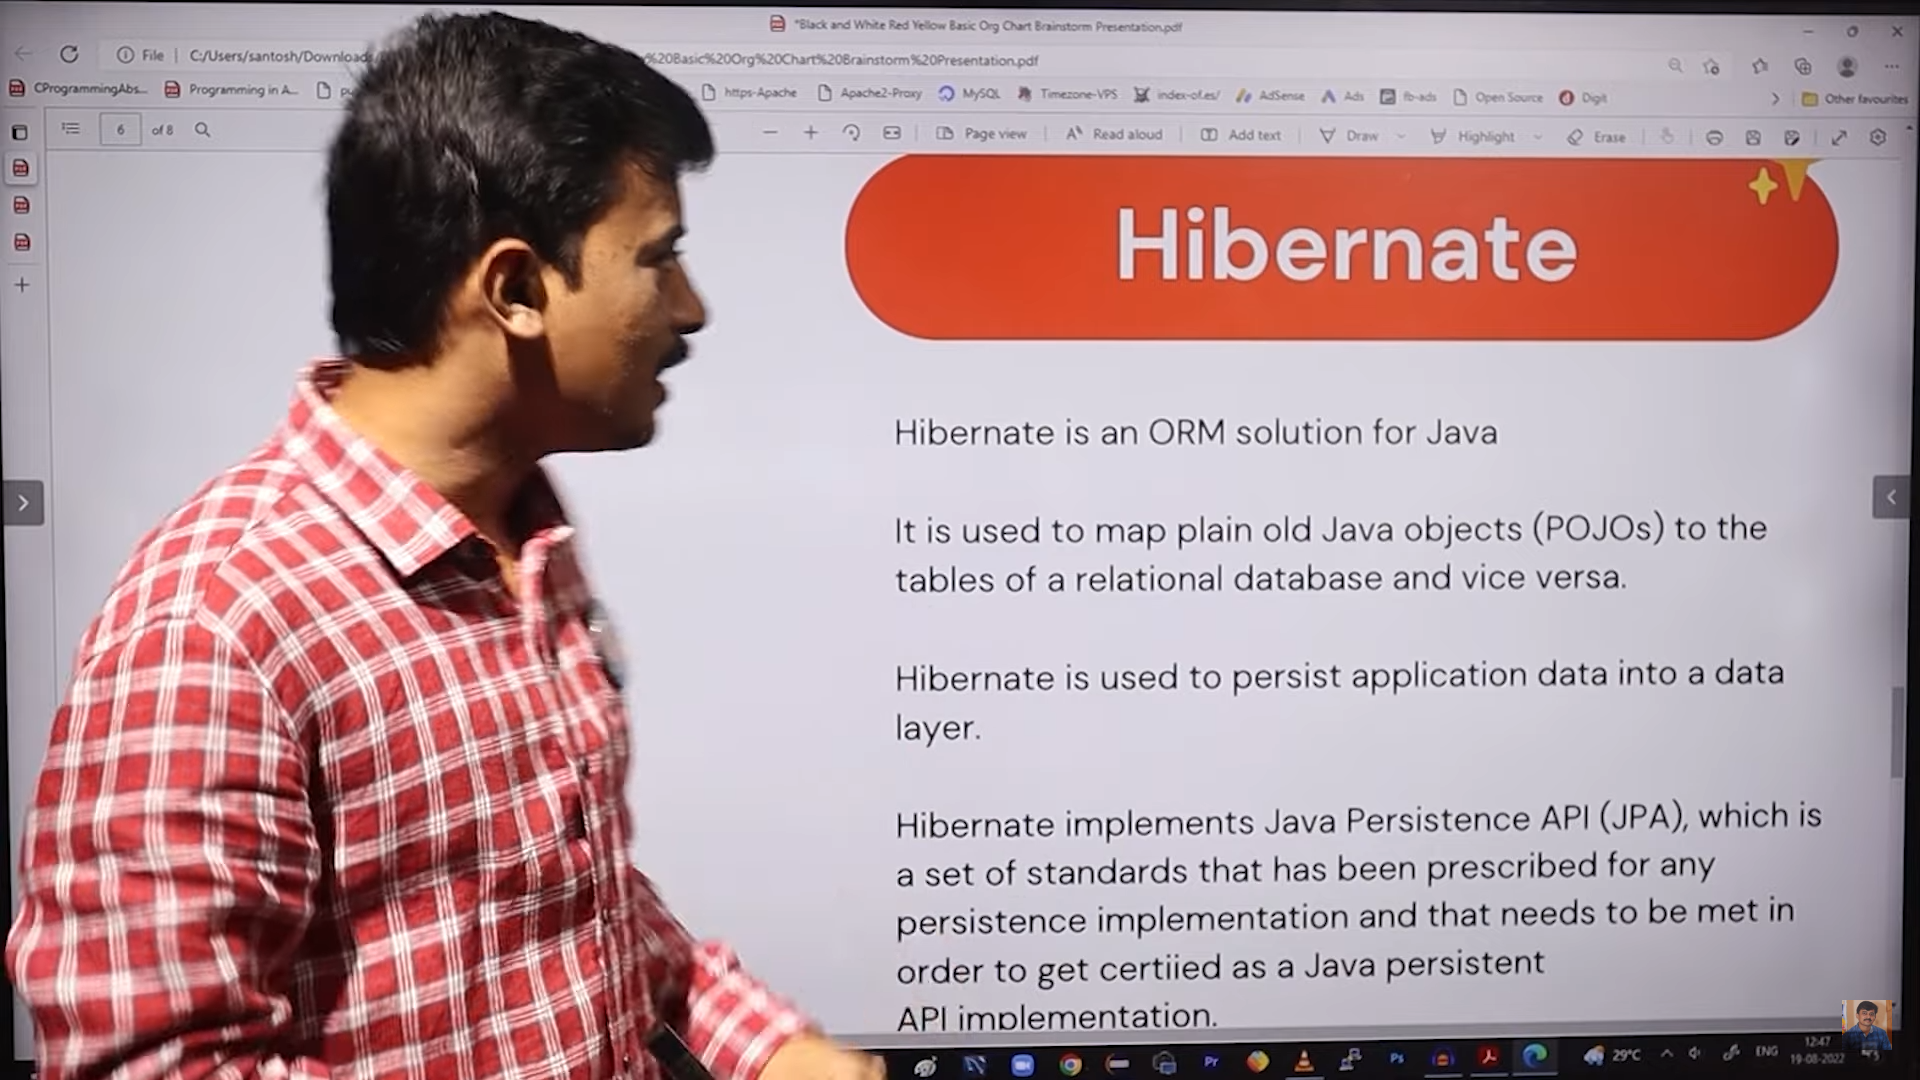 *Black and White Red Yellow Basic Org Chart Brainstorm Presentation.pdf
File | C:/Users/santosh/Downloads
%20Basic%20Org%20Chart%20Brainstorm%20Presentation.pdf
CProgrammingAbs... Programming in A... https-Apache Apache2-Proxy MySQL Timezone-VPS index-of.es/ AdSense Ads fb-ads Open Source Digit Other favourites
6 of 8 Page view Read aloud Add text Draw Highlight Erase
Hibernate
Hibernate is an ORM solution for Java
It is used to map plain old Java objects (POJOs) to the
tables of a relational database and vice versa.
Hibernate is used to persist application data into a data
layer.
Hibernate implements Java Persistence API (JPA), which is
a set of standards that has been prescribed for any
persistence implementation and that needs to be met in
order to get certiied as a Java persistent
API implementation.
Pr Ps 29°C ENG 12:47
19-08-2022